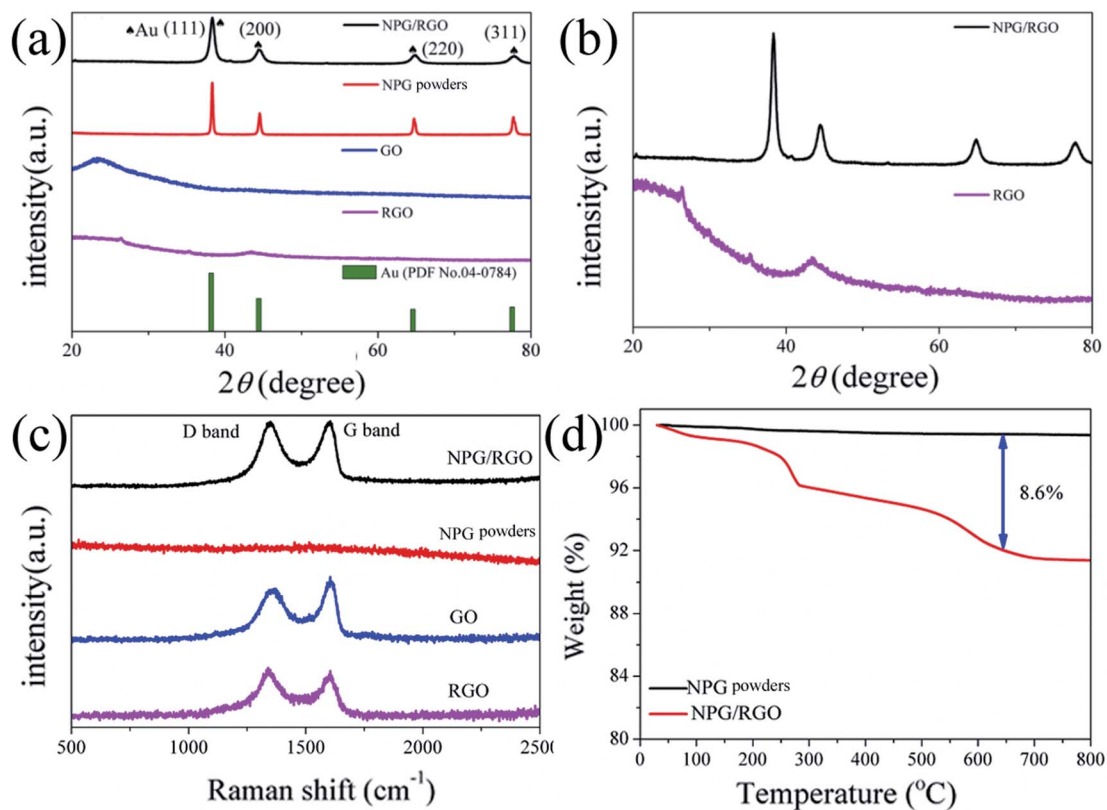 (a)
♠Au (111) ♠ (200) (220) (311)
NPG/RGO
NPG powders
GO
RGO
Au (PDF No.04-0784)
intensity(a.u.)
20 40 60 80
2θ (degree)
(b)
NPG/RGO
RGO
intensity(a.u.)
20 40 60 80
2θ (degree)
(c)
D band G band
NPG/RGO
NPG powders
GO
RGO
intensity(a.u.)
500 1000 1500 2000 2500
Raman shift (cm-1)
(d)
100
96
92
88
84
80
8.6%
NPG powders
NPG/RGO
Weight (%)
0 100 200 300 400 500 600 700 800
Temperature (oC)